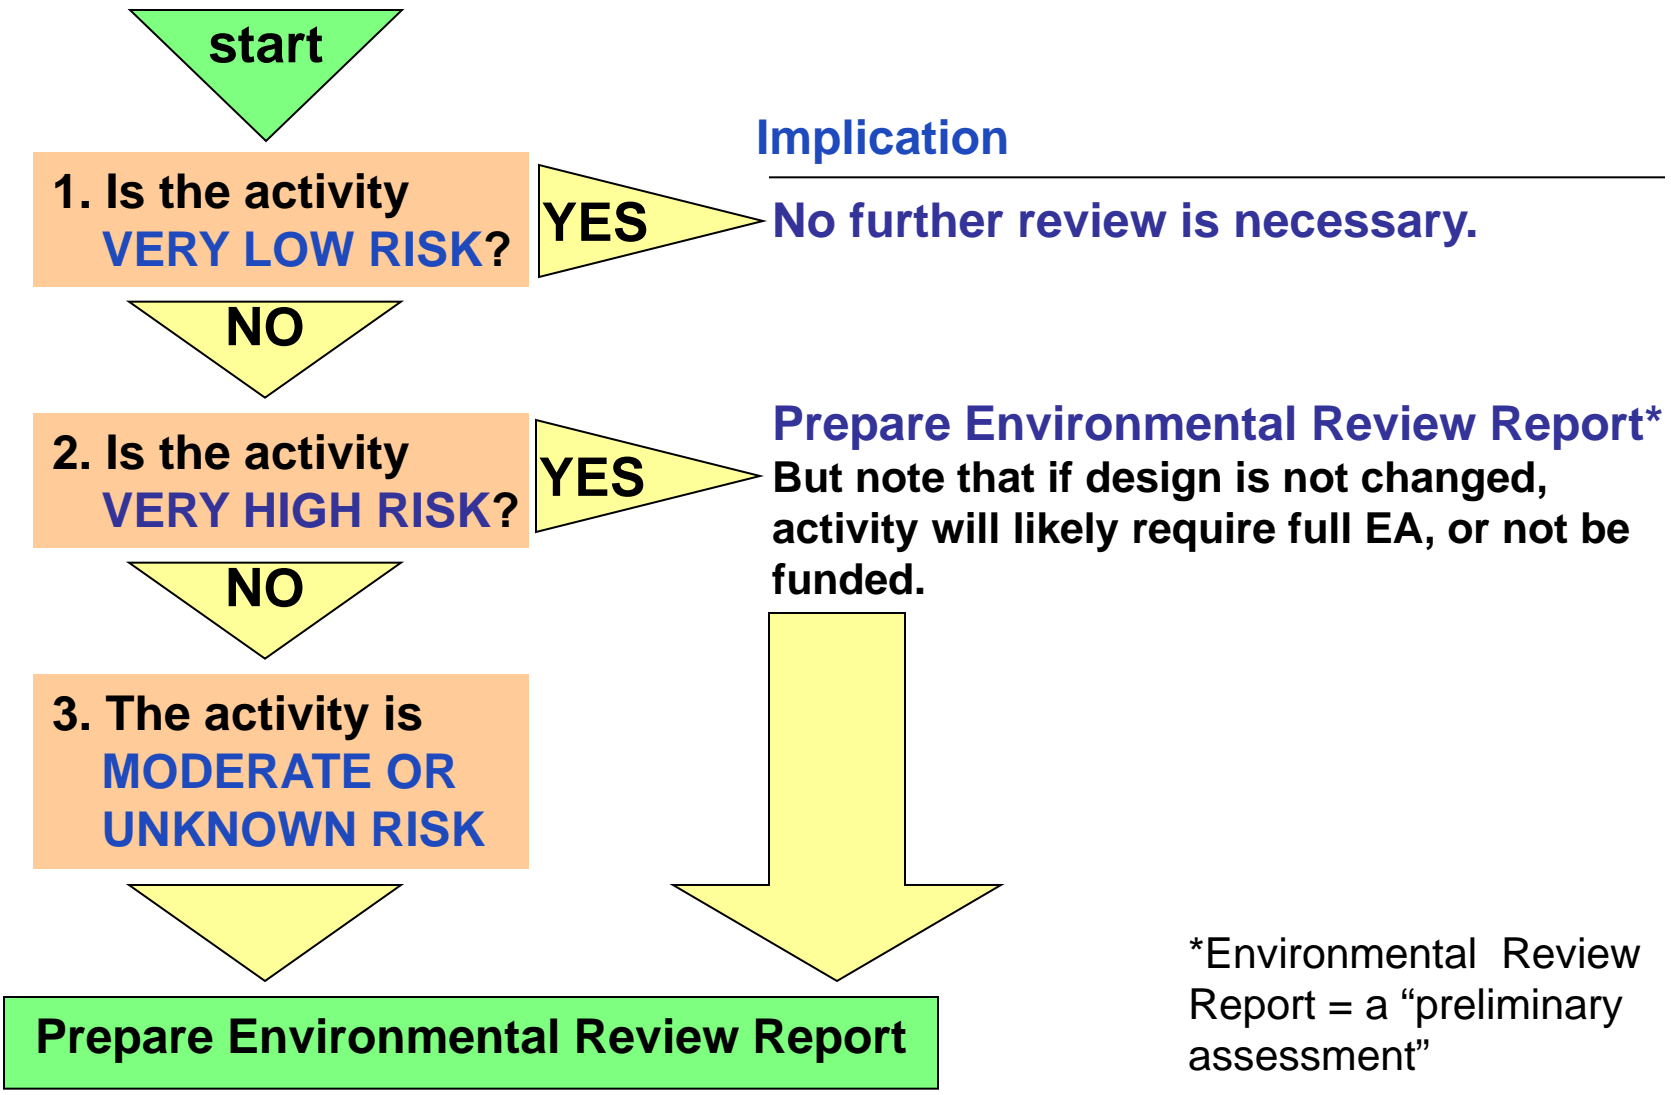 start
Implication
1. Is the activity
VERY LOW RISK?
YES
No further review is necessary.
NO
2. Is the activity
VERY HIGH RISK?
YES
Prepare Environmental Review Report*
But note that if design is not changed,
activity will likely require full EA, or not be
funded.
NO
3. The activity is
MODERATE OR
UNKNOWN RISK
Prepare Environmental Review Report
*Environmental Review
Report = a “preliminary
assessment”